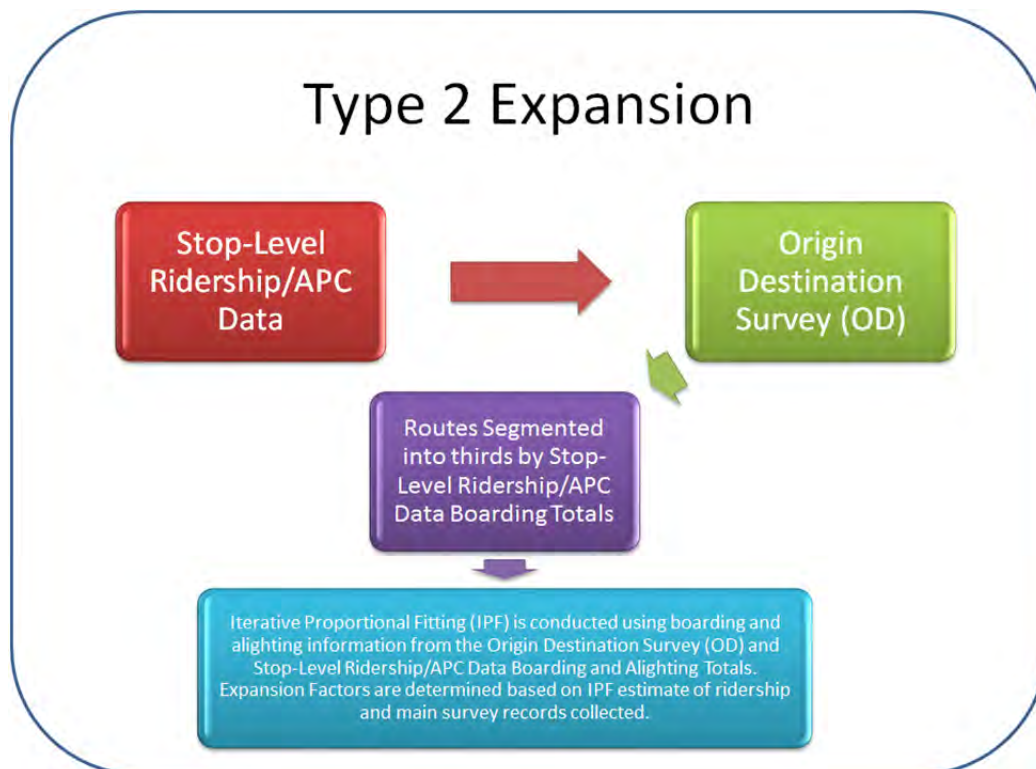 Type 2 Expansion
Stop-Level
Ridership/APC
Data
Origin
Destination
Survey (OD)
Routes Segmented
into thirds by Stop-
Level Ridership/APC
Data Boarding Totals
Iterative Proportional Fitting (IPF) is conducted using boarding and
alighting information from the Origin Destination Survey (OD) and
Stop-Level Ridership/APC Data Boarding and Alighting Totals.
Expansion Factors are determined based on IPF estimate of ridership
and main survey records collected.